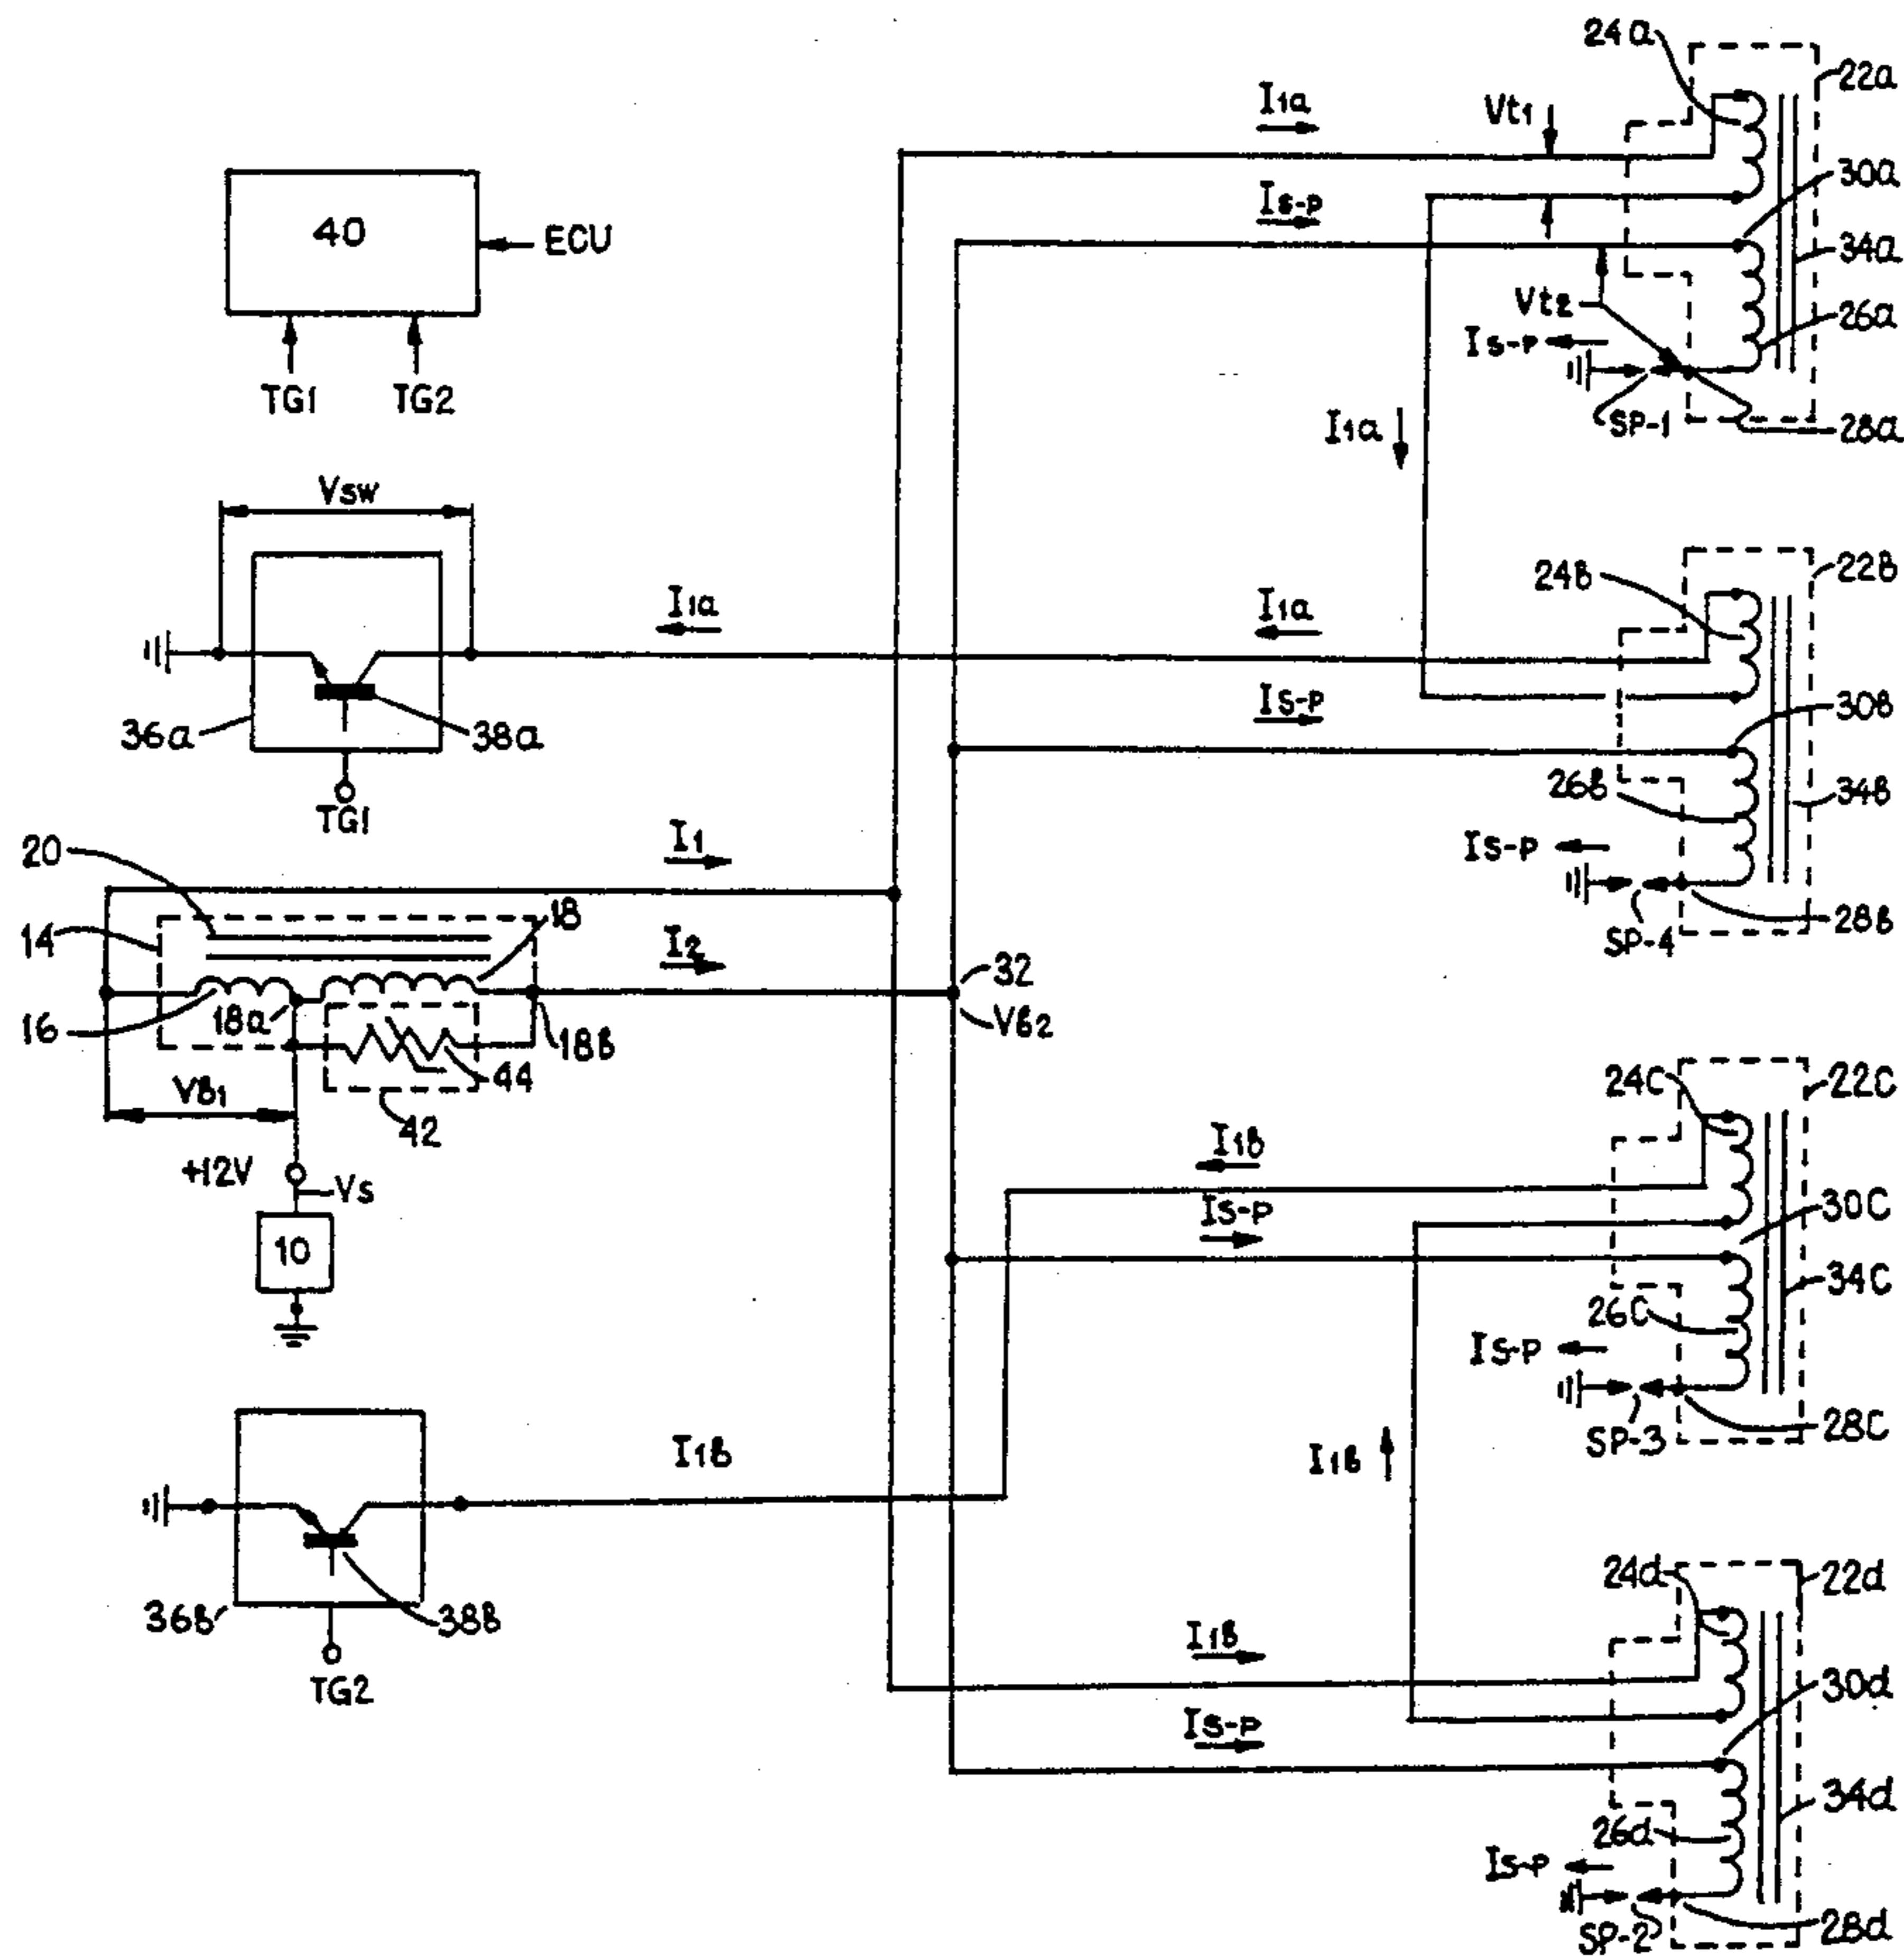 24a
22a
I1a
Vt1
30a
Is-p
40
ECU
34a
Vt2
26a
Is-p
TG1
TG2
SP-1
28a
I1a
Vsw
22B
24B
I1a
I1a
30B
Is-p
36a
38a
26B
34B
TG1
Is-p
20
I1
18
28B
14
I2
SP-4
32
16
18a
18B
VB2
44
24C
22C
VB1
42
I1B
+12V
Vs
Is-p
30C
10
34C
26C
Is-p
28C
SP-3
I1B
I1B
24d
22d
36B
38B
I1B
TG2
30d
Is-p
34d
26d
Is-p
28d
SP-2